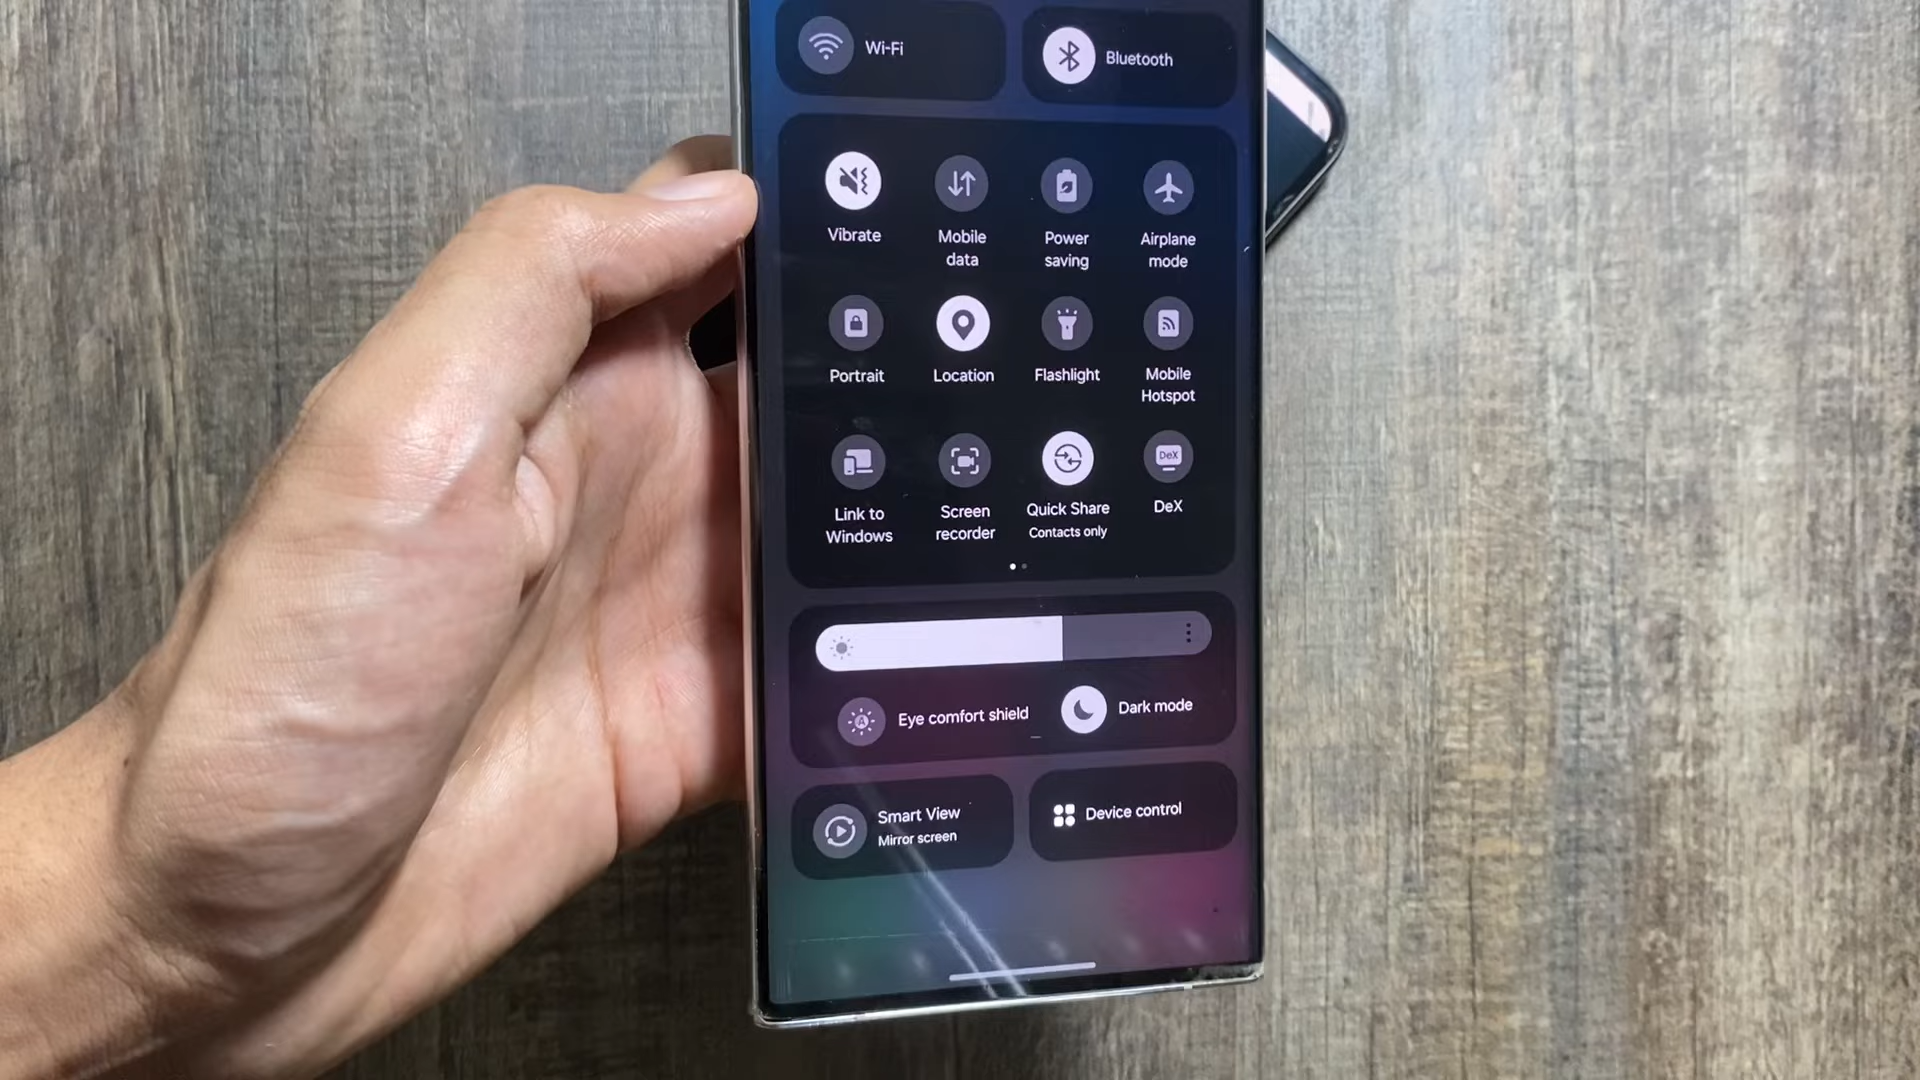 Wi-Fi
Bluetooth
Vibrate
Mobile
data
Power
saving
Airplane
mode
Portrait
Location
Flashlight
Mobile
Hotspot
Link to
Windows
Screen
recorder
Quick Share
Contacts only
DeX
DeX
A
Eye comfort shield
Dark mode
Smart View
Mirror screen
Device control